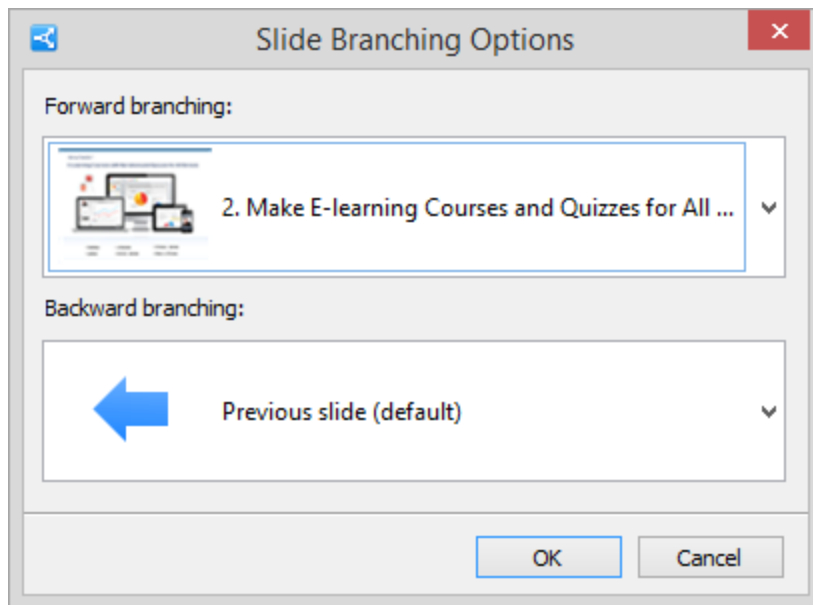 Slide Branching Options
Forward branching:
2. Make E-learning Courses and Quizzes for All ...
Backward branching:
Previous slide (default)
OK
Cancel